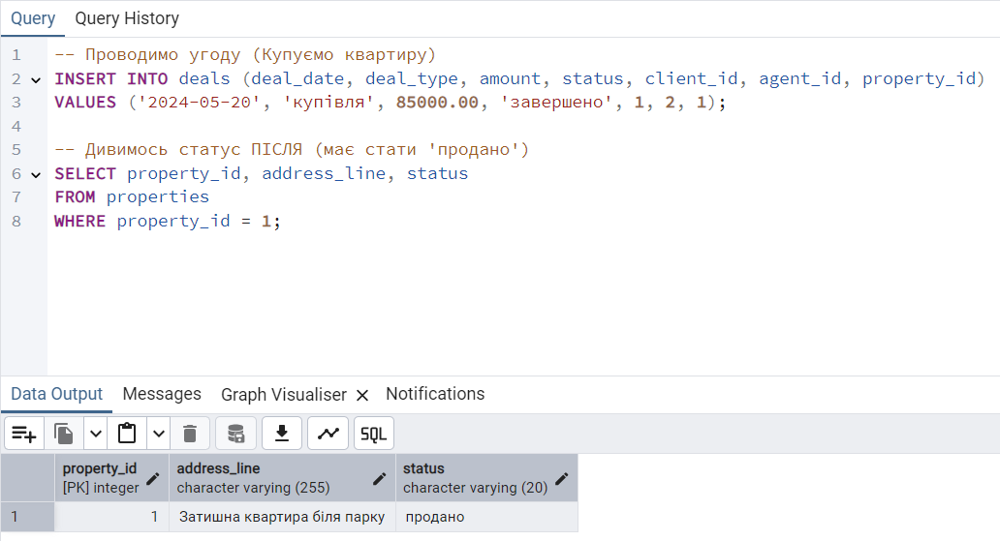 Query Query History
1 -- Проводимо угоду (Купуємо квартиру)
2 INSERT INTO deals (deal_date, deal_type, amount, status, client_id, agent_id, property_id)
3 VALUES ('2024-05-20', 'купівля', 85000.00, 'завершено', 1, 2, 1);
4
5 -- Дивимось статус ПІСЛЯ (має стати 'продано')
6 SELECT property_id, address_line, status
7 FROM properties
8 WHERE property_id = 1;
Data Output Messages Graph Visualiser Notifications
SQL
property_id address_line status
[PK] integer character varying (255) character varying (20)
1 1 Затишна квартира біля парку продано